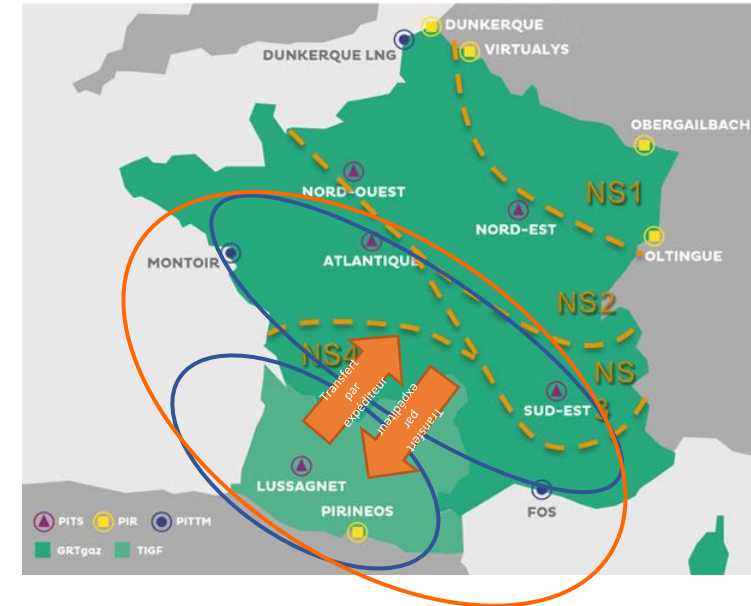 DUNKERQUE
DUNKERQUE LNG
VIRTUALYS
OBERGAILBACH
NORD-OUEST
NS1
NORD-EST
MONTOIR
ATLANTIQUE
OLTINGUE
NS2
NS4
NS
3
SUD-EST
Transfert
par
expéditeur
Transfert
par
expéditeur
LUSSAGNET
PIRINEOS
FOS
PITS
PIR
PITTM
GRTgaz
TIGF